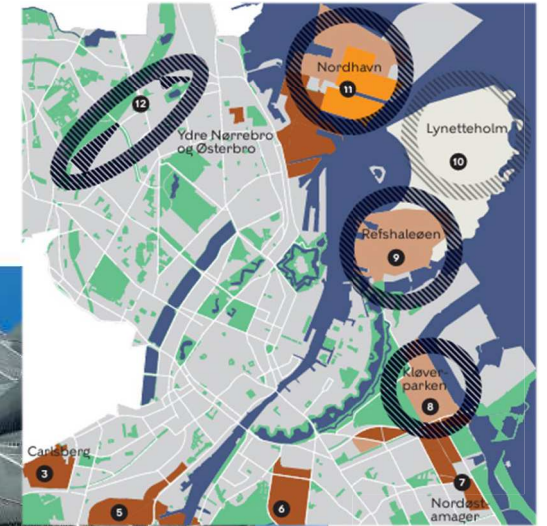 Nordhavn
11
12
Lynetteholm
10
Ydre Nørrebro
og Østerbro
Refshaleøen
9
Kløver-
parken
8
Carlsberg
3
5
6
7
Nordøst-
amager